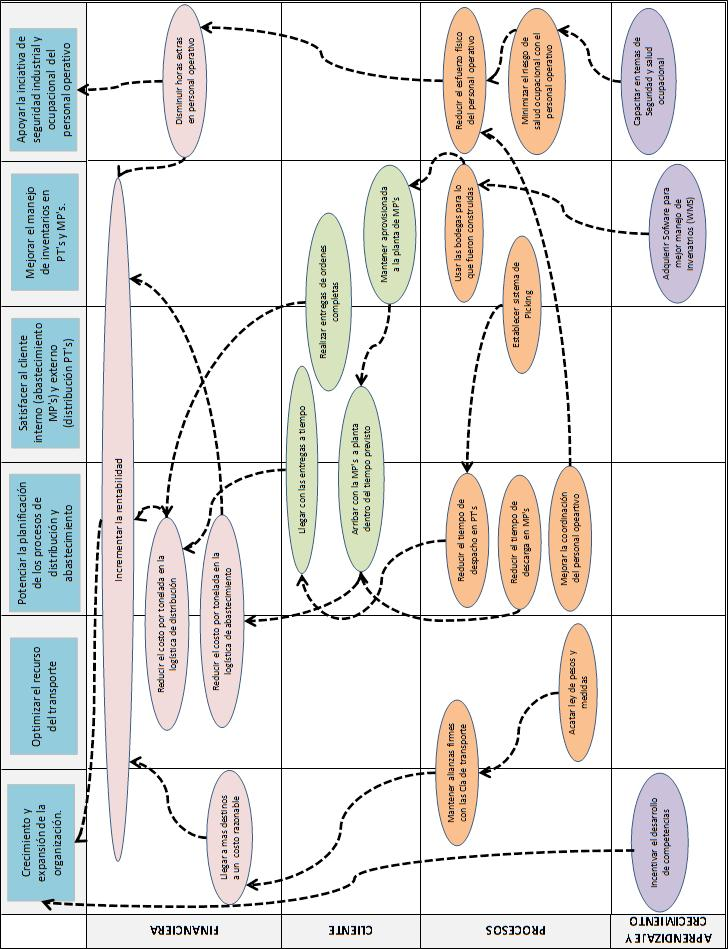 Crecimiento y
expansión de la
organización.
Optimizar el recurso
del transporte
Potenciar la planificación
de los procesos de
distribución y
abastecimiento
Satisfacer al cliente
interno (abastecimiento
MP's) y externo
(distribución PT's)
Mejorar el manejo
de inventarios en
PT's y MP's.
Apoyar la iniciativa de
seguridad industrial y
ocupacional del
personal operativo
FINANCIERA
Incrementar la rentabilidad
Llegar a mas destinos
a un costo razonable
Reducir el costo por tonelada en la
logística de distribución
Reducir el costo por tonelada en la
logística de abastecimiento
Disminuir horas extras
en personal operativo
CLIENTE
Llegar con las entregas a tiempo
Arribar con la MP's a planta
dentro del tiempo previsto
Realizar entregas de ordenes
completas
Mantener aprovisionada
a la planta de MP's
PROCESOS
Mantener alianzas firmes
con las Cía de transporte
Acatar ley de pesos y
medidas
Reducir el tiempo de
despacho en PT's
Reducir el tiempo de
descarga en MP's
Mejorar la coordinación
del personal opeartivo
Establecer sistema de
Picking
Usar las bodegas para lo
que fueron construidas
Reducir el esfuerzo físico
del personal operativo
Minimizar el riesgo de
salud ocupacional con el
personal operativo
APRENDIZAJE Y
CRECIMIENTO
Incentivar el desarrollo
de competencias
Adquierir Sofware para
mejor manejo de
invenatrios (WMS)
Capacitar en temas de
Seguridad y salud
ocupacional